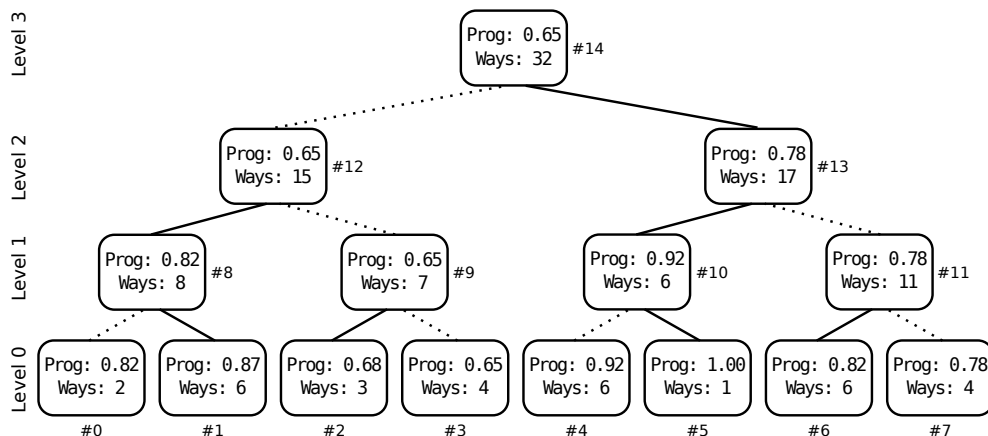 Level 3
Prog: 0.65
Ways: 32
#14
Level 2
Prog: 0.65
Ways: 15
#12
Prog: 0.78
Ways: 17
#13
Level 1
Prog: 0.82
Ways: 8
#8
Prog: 0.65
Ways: 7
#9
Prog: 0.92
Ways: 6
#10
Prog: 0.78
Ways: 11
#11
Level 0
Prog: 0.82
Ways: 2
#0
Prog: 0.87
Ways: 6
#1
Prog: 0.68
Ways: 3
#2
Prog: 0.65
Ways: 4
#3
Prog: 0.92
Ways: 6
#4
Prog: 1.00
Ways: 1
#5
Prog: 0.82
Ways: 6
#6
Prog: 0.78
Ways: 4
#7